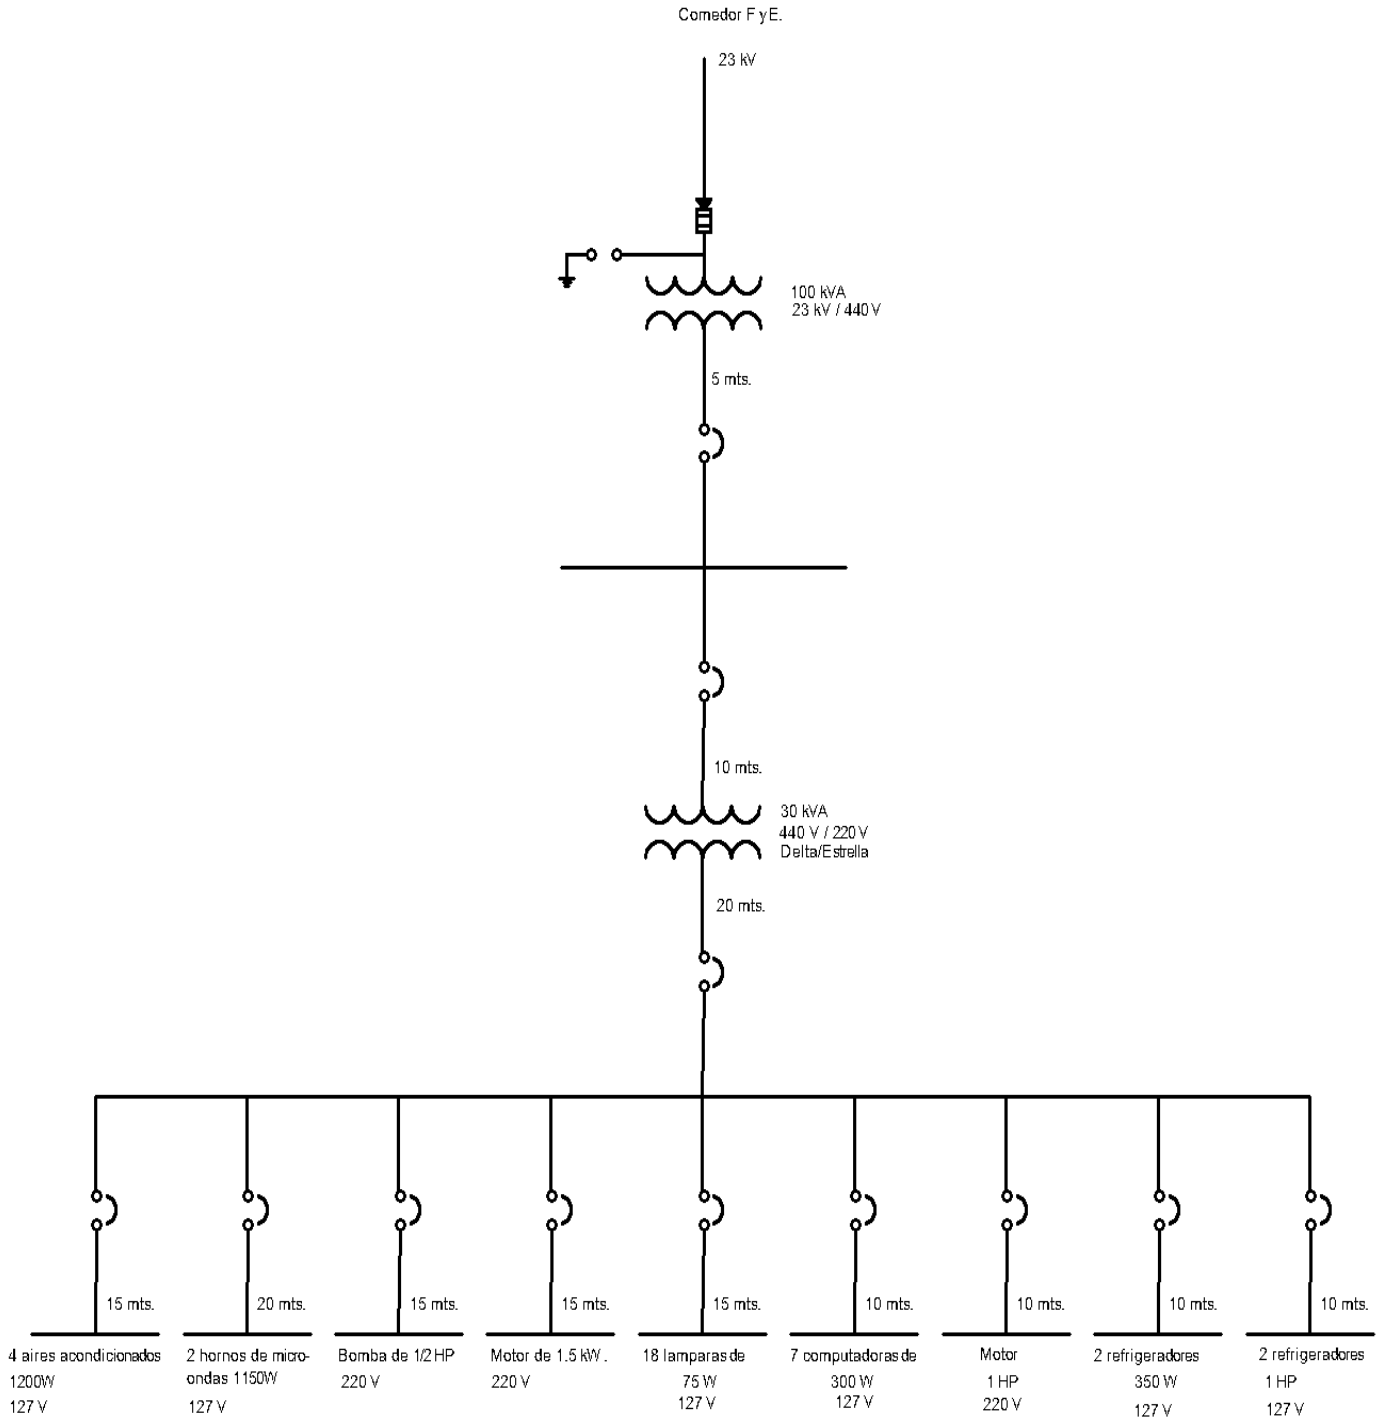 Comedor F y E.
23 kV
100 kVA
23 kV / 440 V
5 mts.
10 mts.
30 kVA
440 V / 220 V
Delta/Estrella
20 mts.
15 mts.
20 mts.
15 mts.
15 mts.
15 mts.
10 mts.
10 mts.
10 mts.
10 mts.
4 aires acondicionados
1200W
127 V
2 hornos de micro-
ondas 1150W
127 V
Bomba de 1/2 HP
220 V
Motor de 1.5 kW .
220 V
18 lamparas de
75 W
127 V
7 computadoras de
300 W
127 V
Motor
1 HP
220 V
2 refrigeradores
350 W
127 V
2 refrigeradores
1 HP
127 V